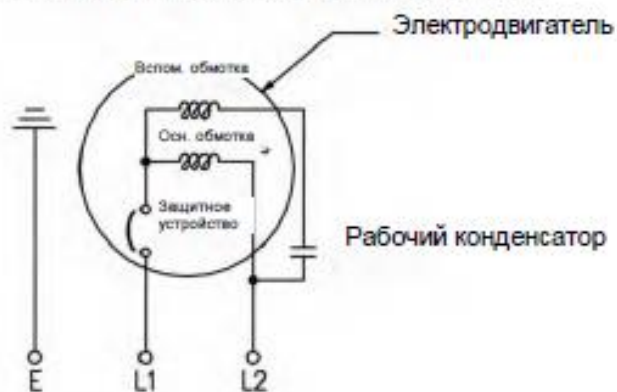 Электродвигатель
Вспом. обмотка
Осн. обмотка
Защитное
устройство
Рабочий конденсатор
E
L1
L2